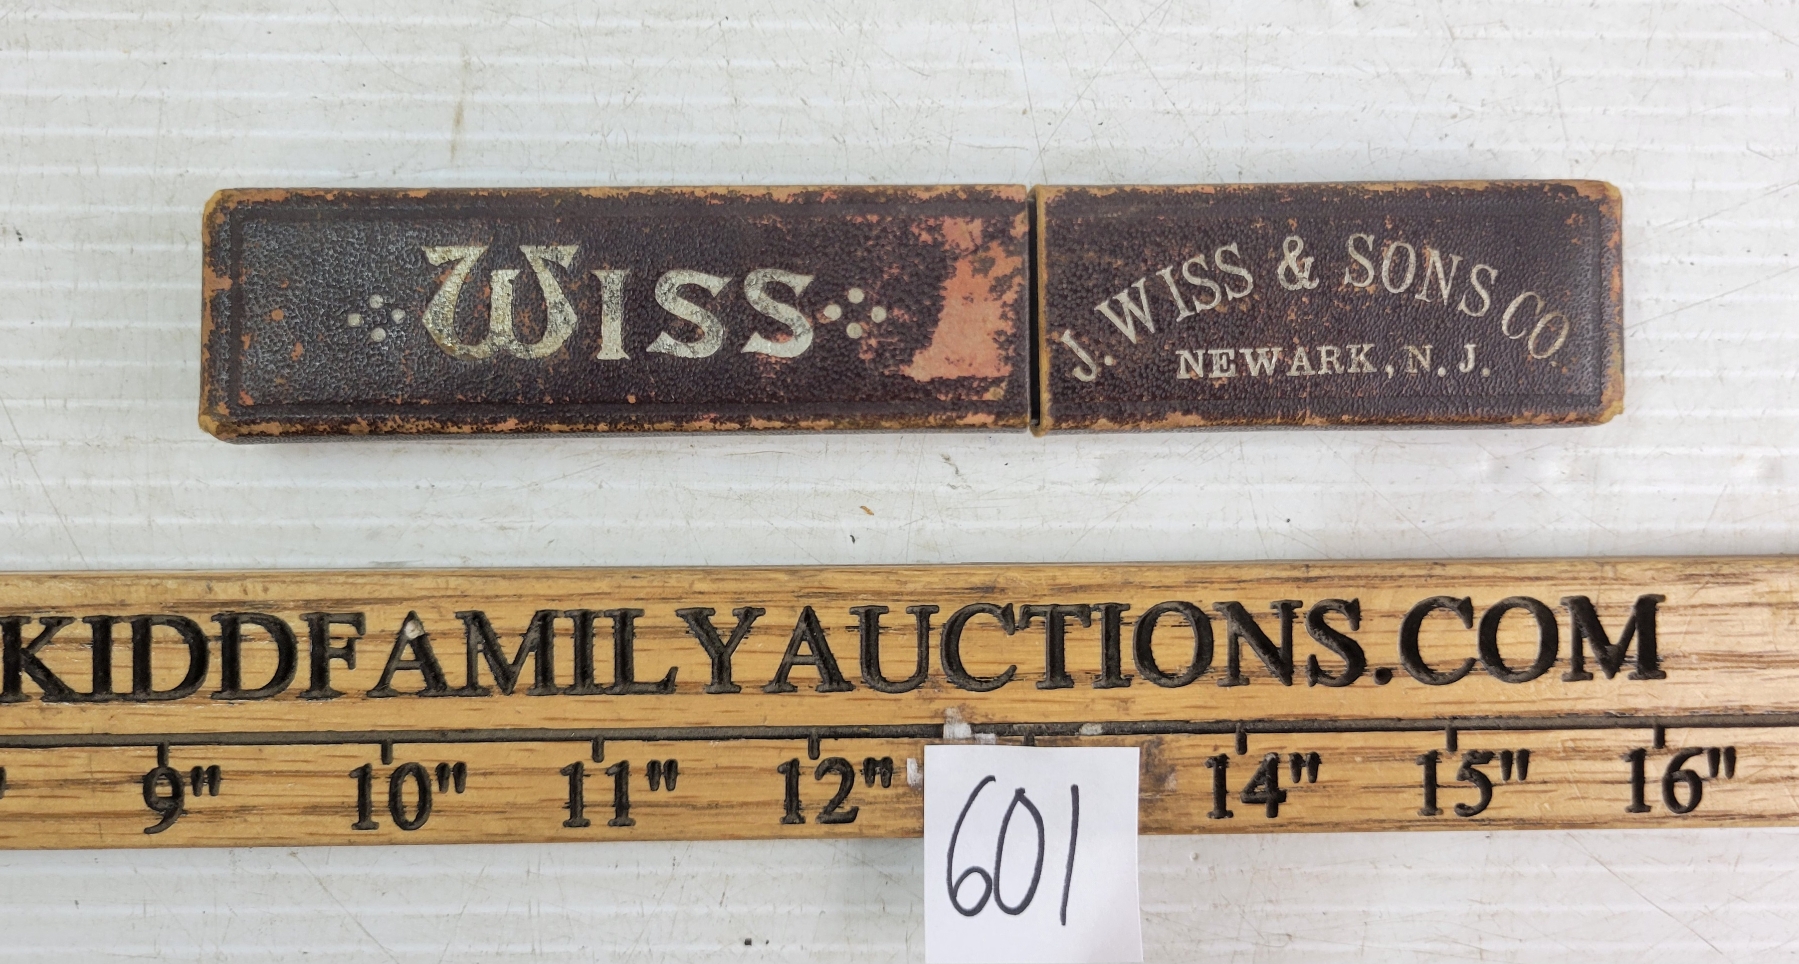 WISS
J. WISS & SONS CO.
NEWARK, N. J.
KIDDFAMILYAUCTIONS.COM
9" 10" 11" 12" 14" 15" 16"
601